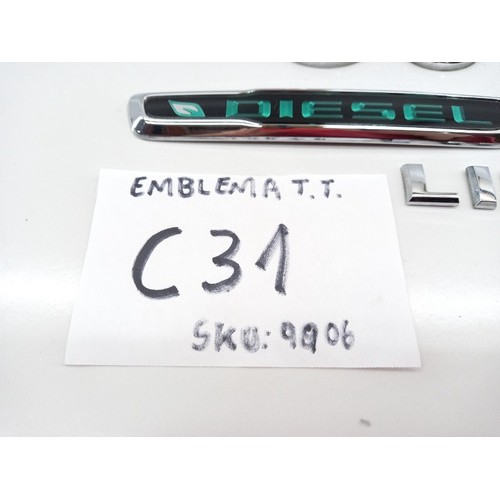 DIESEL
L
EMBLEMA T.T.
C31
SKU: 9906